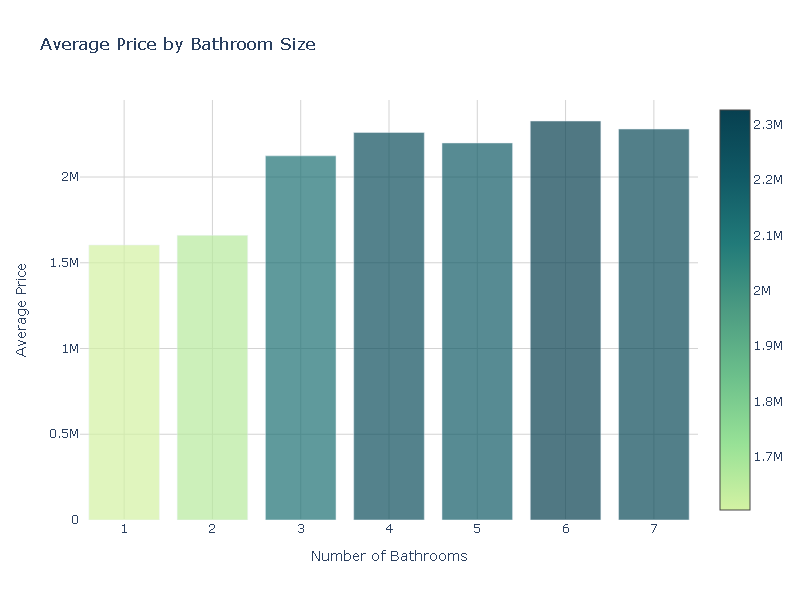 Average Price by Bathroom Size
2M
1.5M
1M
0.5M
0
Average Price
1
2
3
4
5
6
7
Number of Bathrooms
2.3M
2.2M
2.1M
2M
1.9M
1.8M
1.7M